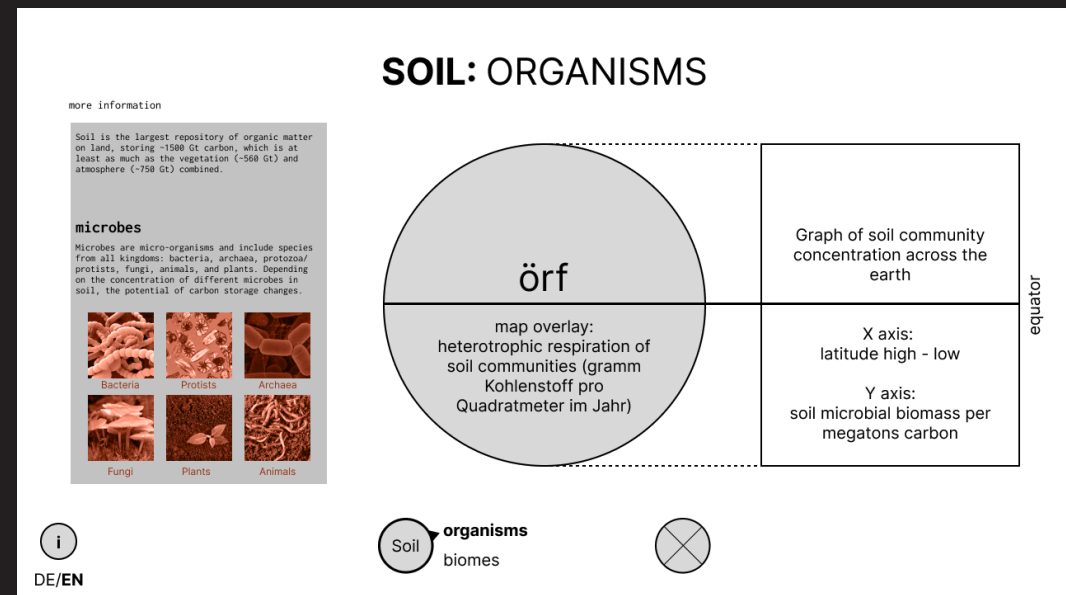 SOIL: ORGANISMS
more information
Soil is the largest repository of organic matter
on land, storing ~1500 Gt carbon, which is at
least as much as the vegetation (~560 Gt) and
atmosphere (~750 Gt) combined.
microbes
Microbes are micro-organisms and include species
from all kingdoms: bacteria, archaea, protozoa/
protists, fungi, animals, and plants. Depending
on the concentration of different microbes in
soil, the potential of carbon storage changes.
Bacteria
Protists
Archaea
Fungi
Plants
Animals
örf
map overlay:
heterotrophic respiration of
soil communities (gramm
Kohlenstoff pro
Quadratmeter im Jahr)
Graph of soil community
concentration across the
earth
X axis:
latitude high - low
Y axis:
soil microbial biomass per
megatons carbon
equator
i
DE/EN
Soil
organisms
biomes